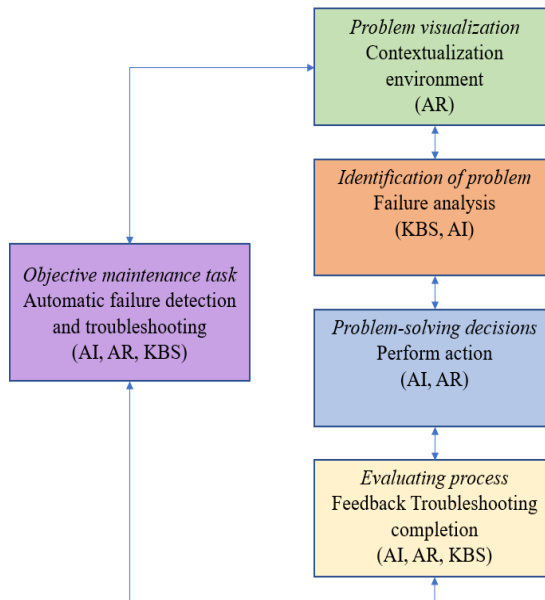 Problem visualization
Contextualization
environment
(AR)
Identification of problem
Failure analysis
(KBS, AI)
Objective maintenance task
Automatic failure detection
and troubleshooting
(AI, AR, KBS)
Problem-solving decisions
Perform action
(AI, AR)
Evaluating process
Feedback Troubleshooting
completion
(AI, AR, KBS)